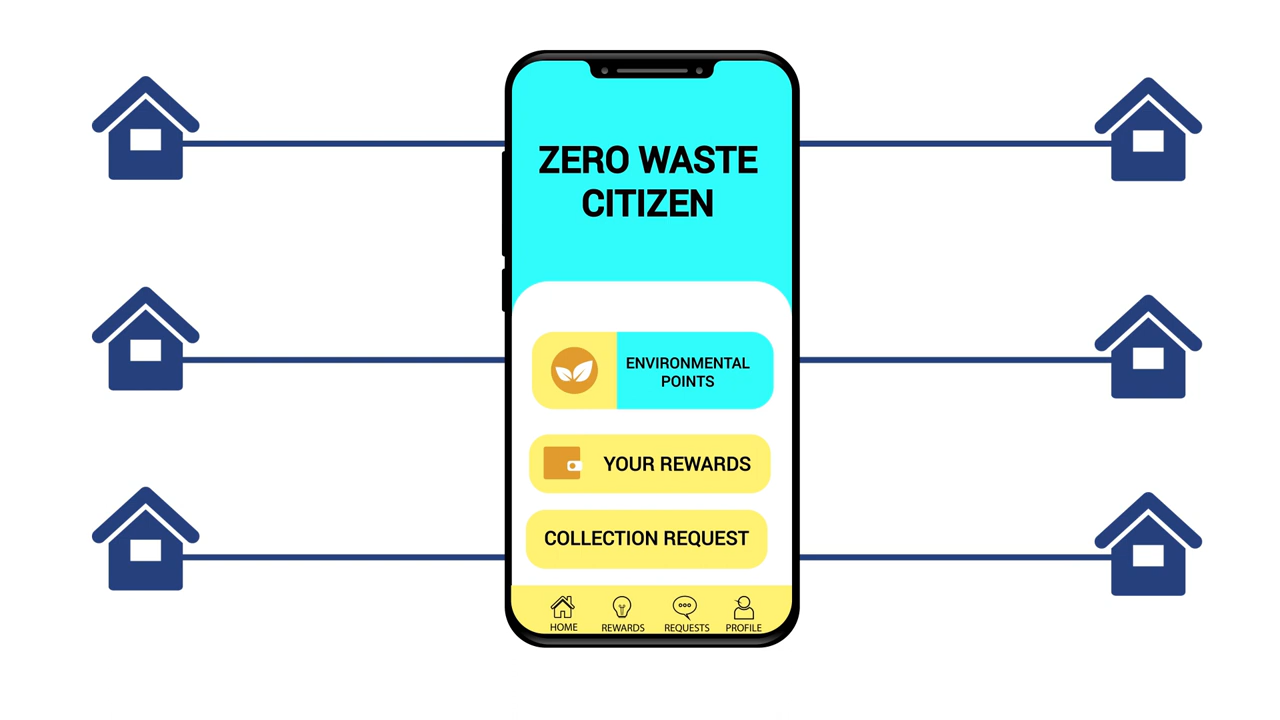 ZERO WASTE
CITIZEN
ENVIRONMENTAL
POINTS
YOUR REWARDS
COLLECTION REQUEST
HOME REWARDS REQUESTS PROFILE